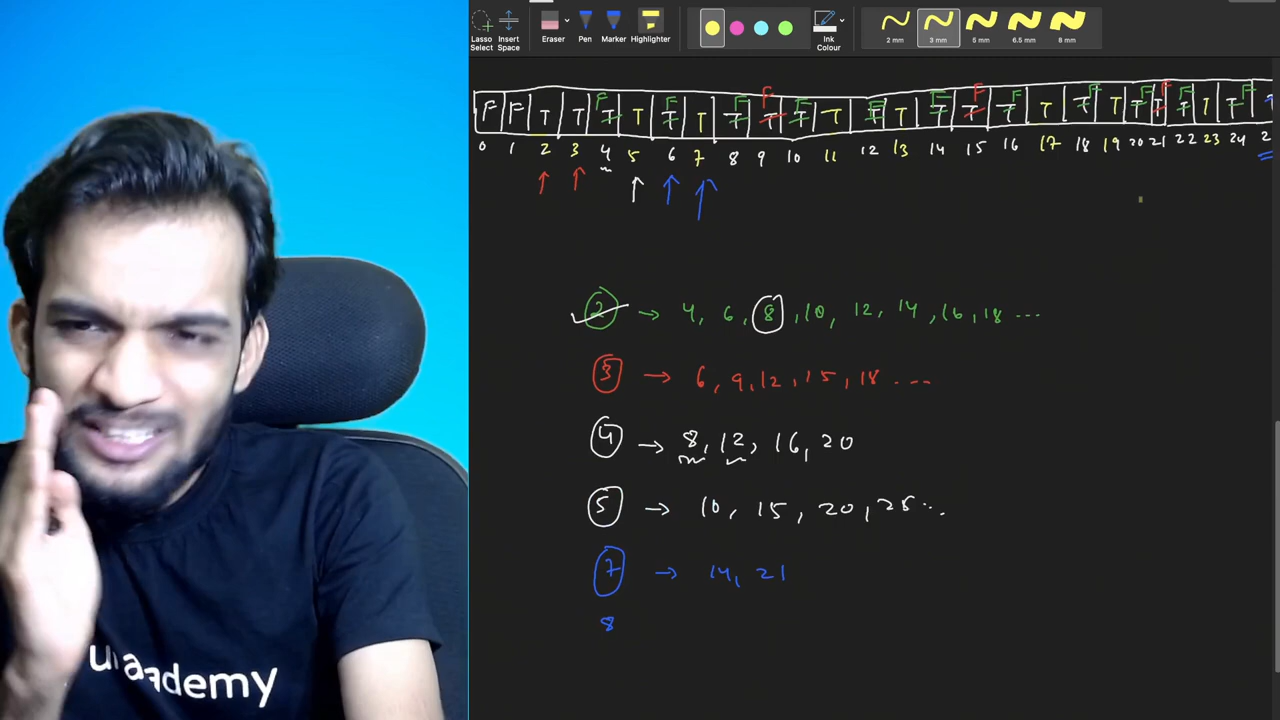 Lasso Select
Insert Space
Eraser
Pen
Marker
Highlighter
Ink Colour
2 mm
3 mm
5 mm
6.5 mm
8 mm
F F T T F T F T F F F T F T F F F T F T F F F T F
0 1 2 3 4 5 6 7 8 9 10 11 12 13 14 15 16 17 18 19 20 21 22 23 24 2
2 → 4, 6, 8, 10, 12, 14, 16, 18 ...
3 → 6, 9, 12, 15, 18 ...
4 → 8, 12, 16, 20
5 → 10, 15, 20, 25 ..
7 → 14, 21
8
academy